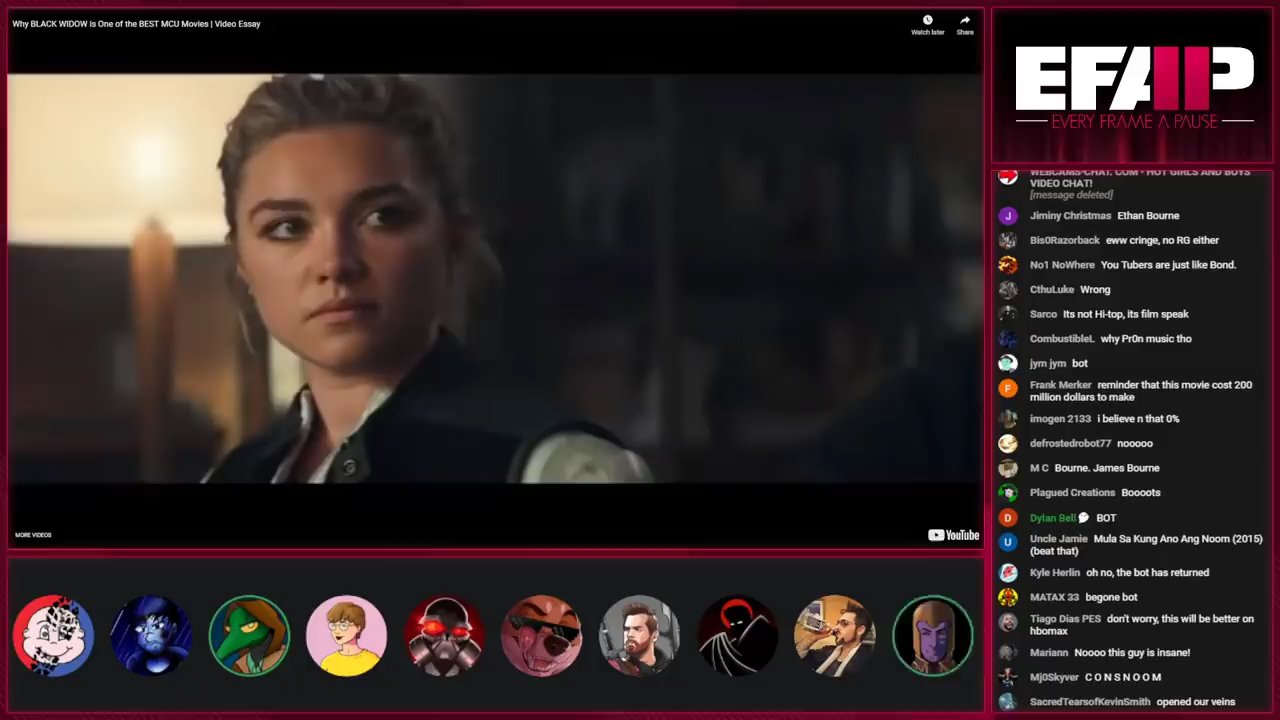 Why BLACK WIDOW is One of the BEST MCU Movies | Video Essay
Watch later
Share
MORE VIDEOS
YouTube
EFAP
EVERY FRAME A PAUSE
WEBCAMS-CHAT. COM - HOT GIRLS AND BOYS
VIDEO CHAT!
[message deleted]
J
Jiminy Christmas Ethan Bourne
Bis0Razorback eww cringe, no RG either
No1 NoWhere You Tubers are just like Bond.
CthuLuke Wrong
Sarco Its not Hi-top, its film speak
CombustibleL why Pr0n music tho
jym jym bot
F
Frank Merker reminder that this movie cost 200
million dollars to make
imogen 2133 i believe n that 0%
defrostedrobot77 nooooo
M C Bourne. James Bourne
Plagued Creations Boooots
D
Dylan Bell BOT
U
Uncle Jamie Mula Sa Kung Ano Ang Noom (2015)
(beat that)
Kyle Herlin oh no, the bot has returned
MATAX 33 begone bot
Tiago Dias PES don't worry, this will be better on
hbomax
Mariann Noooo this guy is insane!
Mj0Skyver C O N S N O O M
SacredTearsofKevinSmith opened our veins